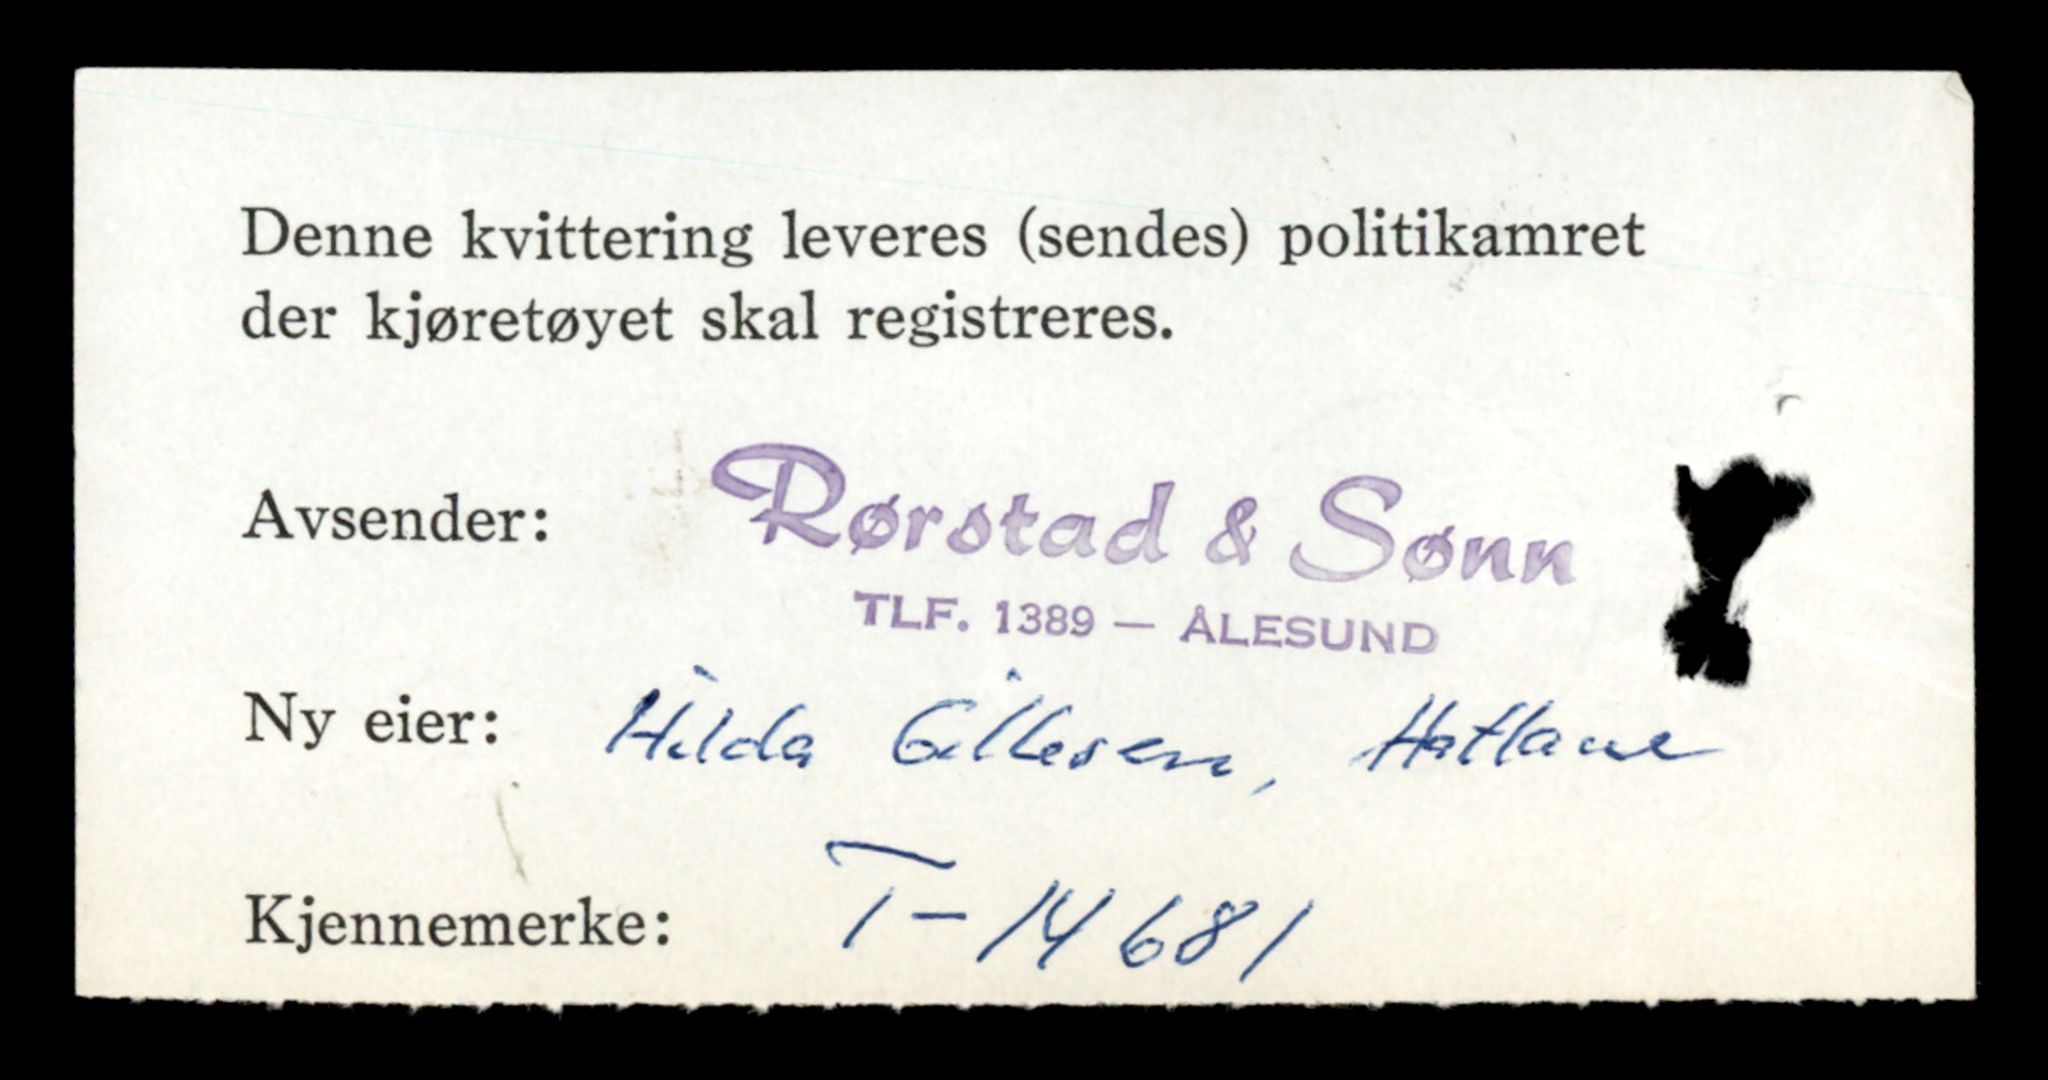 Denne kvittering leveres (sendes) politikamret
der kjøretøyet skal registreres.
Avsender: Rørstad & Sønn
TLF. 1389 — ÅLESUND
Ny eier: Hilda Gillesen, Hatlane
Kjennemerke: T-14681